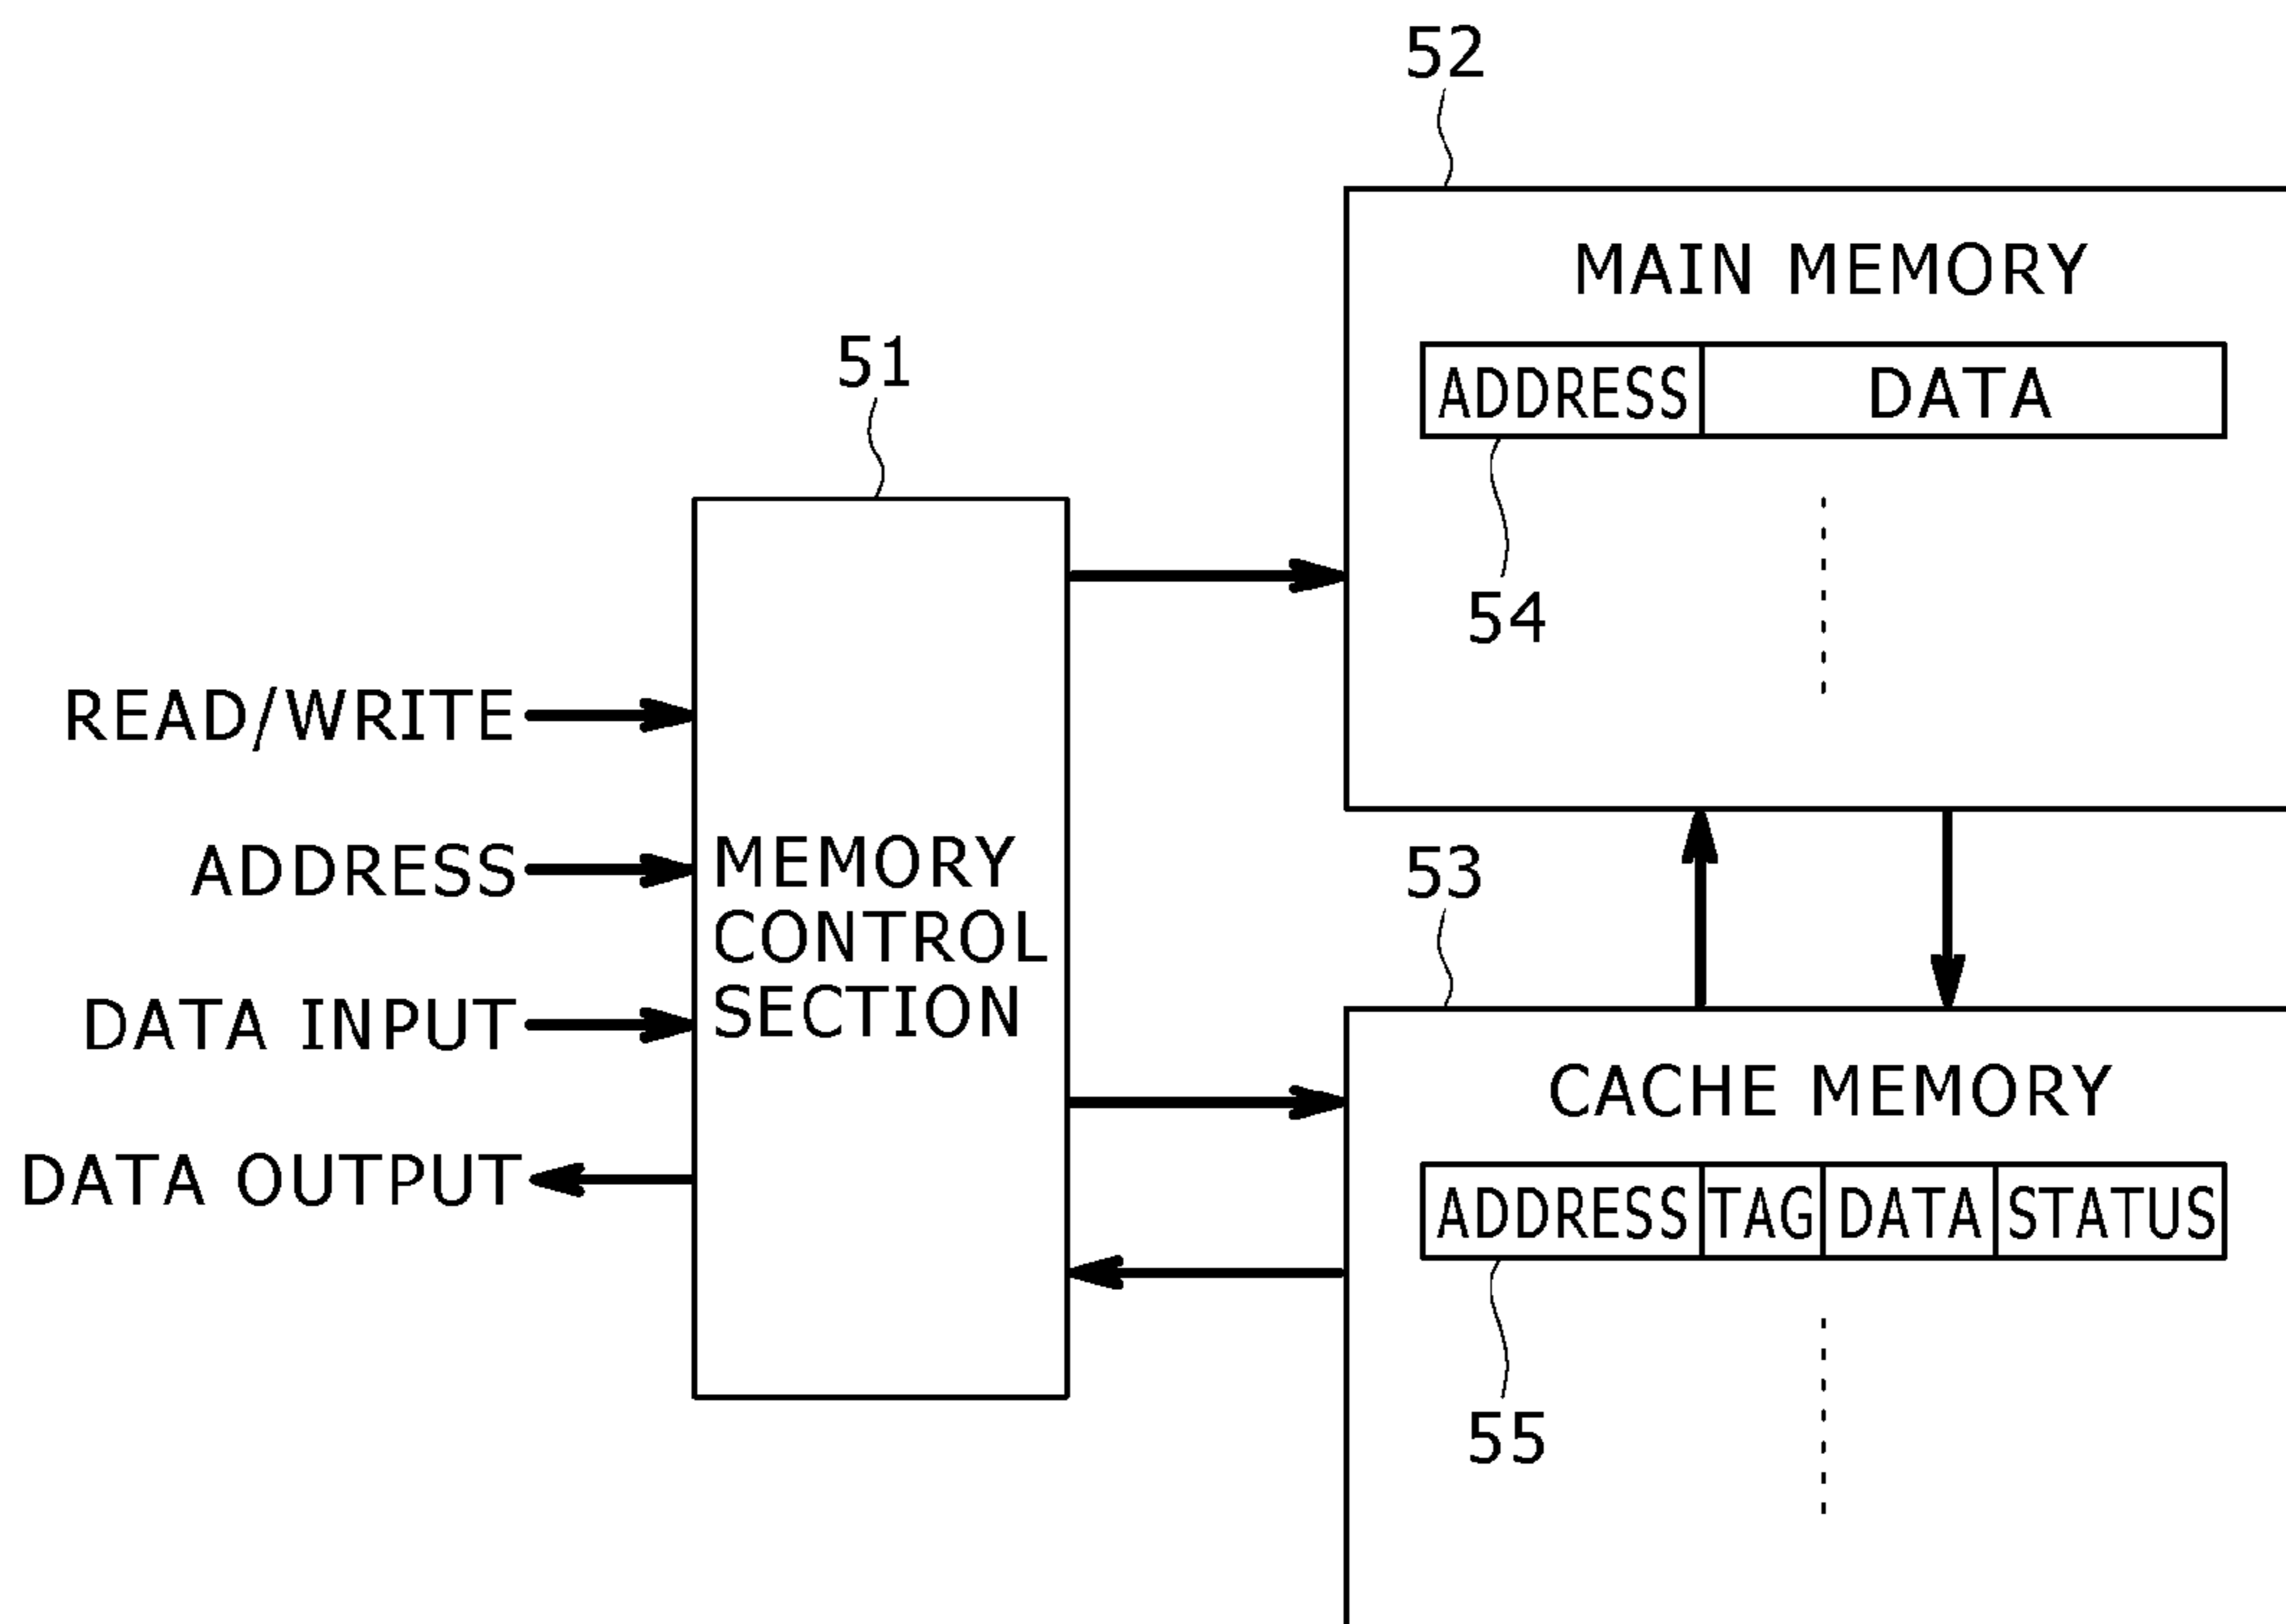 52
MAIN MEMORY
ADDRESS DATA
54
51
READ/WRITE
ADDRESS
DATA INPUT
DATA OUTPUT
MEMORY
CONTROL
SECTION
53
CACHE MEMORY
ADDRESS TAG DATA STATUS
55